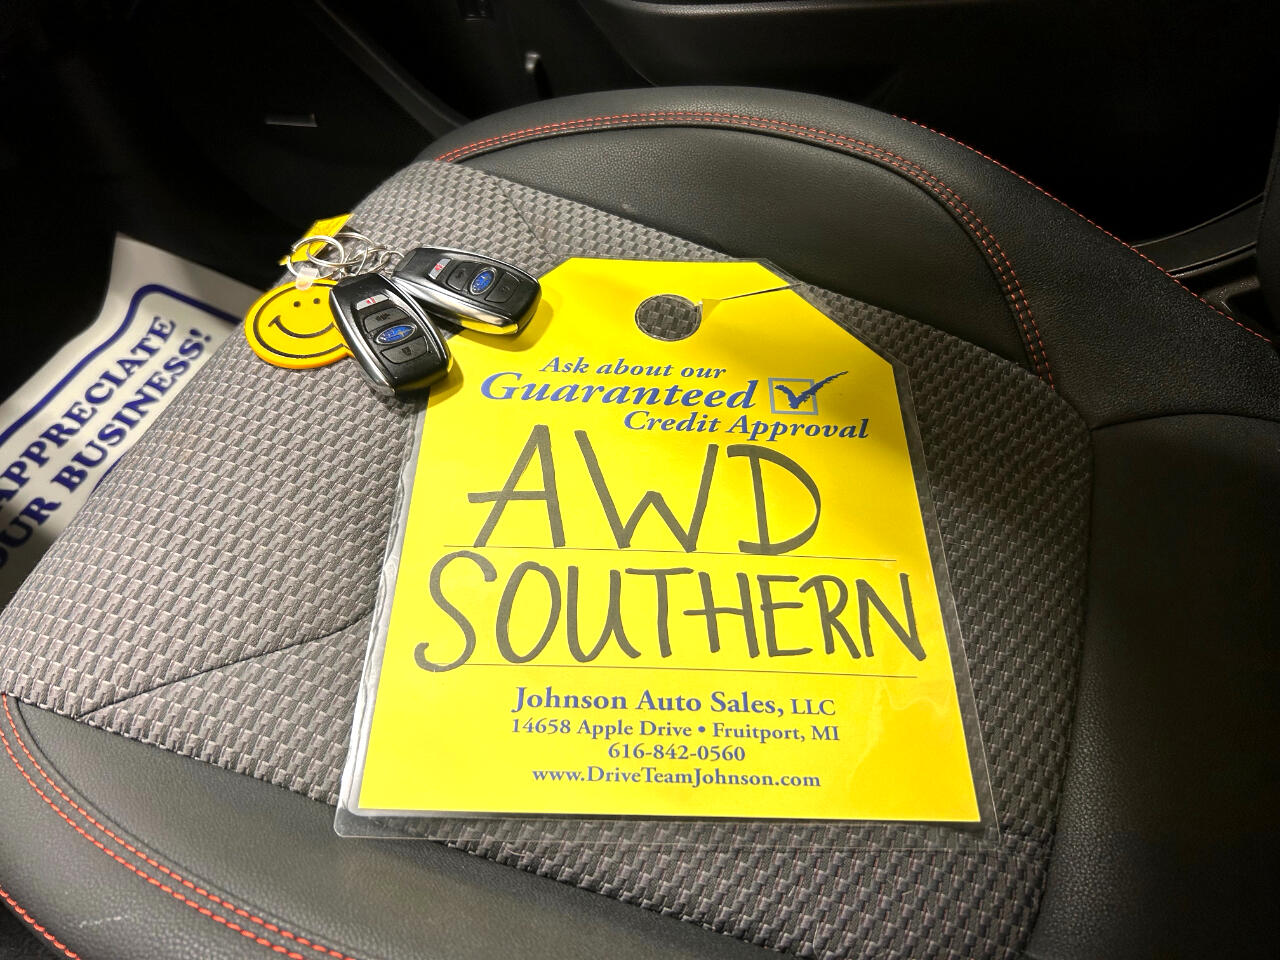 APPRECIATE
OUR BUSINESS!
Ask about our
Guaranteed
Credit Approval
AWD
SOUTHERN
Johnson Auto Sales, LLC
14658 Apple Drive • Fruitport, MI
616-842-0560
www.DriveTeamJohnson.com